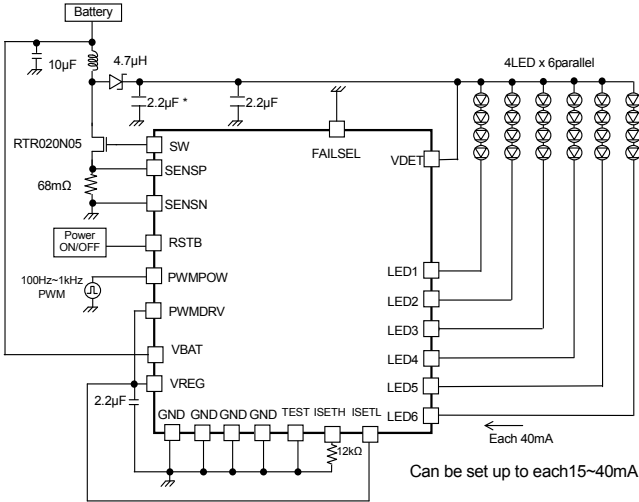 Battery
10μF
4.7μH
2.2μF *
2.2μF
4LED x 6parallel
RTR020N05
68mΩ
SW
SENSP
SENSN
RSTB
PWMPOW
PWMDRV
VBAT
VREG
FAILSEL
VDET
LED1
LED2
LED3
LED4
LED5
LED6
Power
ON/OFF
100Hz~1kHz
PWM
2.2μF
GND GND GND GND TEST ISETH ISETL
12kΩ
Each 40mA
Can be set up to each15~40mA